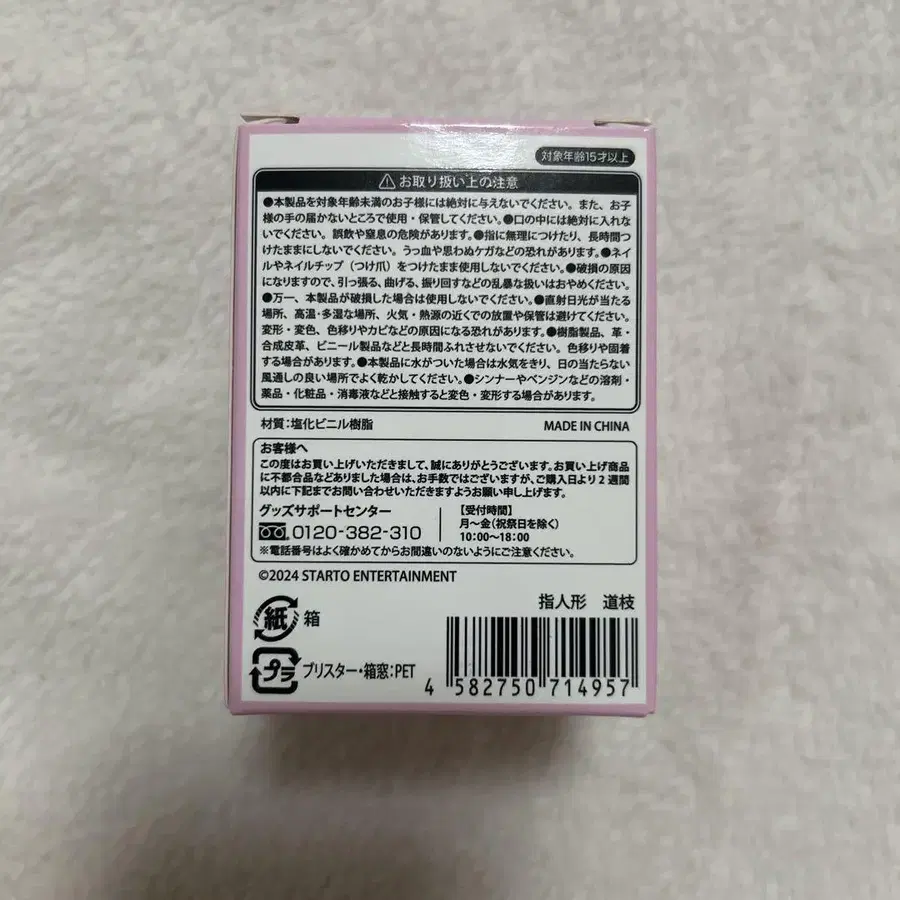 対象年齢15才以上
⚠お取り扱い上の注意
●本製品を対象年齢未満のお子様には絶対に与えないでください。また、お子
様の手の届かないところで使用・保管してください。●口の中には絶対に入れな
いでください。誤飲や窒息の危険があります。●指に無理につけたり、長時間つ
けたままにしないでください。うっ血や思わぬケガなどの恐れがあります。●ネイ
ルやネイルチップ（つけ爪）をつけたまま使用しないでください。●破損の原因
になりますので、引っ張る、曲げる、振り回すなどの乱暴な扱いはおやめください。
●万一、本製品が破損した場合は使用しないでください。●直射日光が当たる
場所、高温・多湿な場所、火気・熱源の近くでの放置や保管は避けてください。
変形・変色、色移りやカビなどの原因になる恐れがあります。●樹脂製品、革・
合成皮革、ビニール製品などと長時間ふれさせないでください。色移りや固着
する場合があります。●本製品に水がついた場合は水気をきり、日の当たらない
風通しの良い場所でよく乾かしてください。●シンナーやベンジンなどの溶剤・
薬品・化粧品・消毒液などと接触すると変色・変形する場合があります。
材質：塩化ビニル樹脂 MADE IN CHINA
お客様へ
この度はお買い上げいただきまして、誠にありがとうございます。お買い上げ商品
に不都合品などありました場合は、お手数ではございますが、ご購入日より2週間
以内に下記までお問い合わせいただきますようお願い申し上げます。
グッズサポートセンター
0120-382-310
【受付時間】
月～金（祝祭日を除く）
10:00～18:00
※電話番号はよく確かめてからお間違いのないようにご注意ください。
©2024 STARTO ENTERTAINMENT
指人形 道枝
紙 箱
プラ ブリスター・箱窓：PET
4 582750 714957